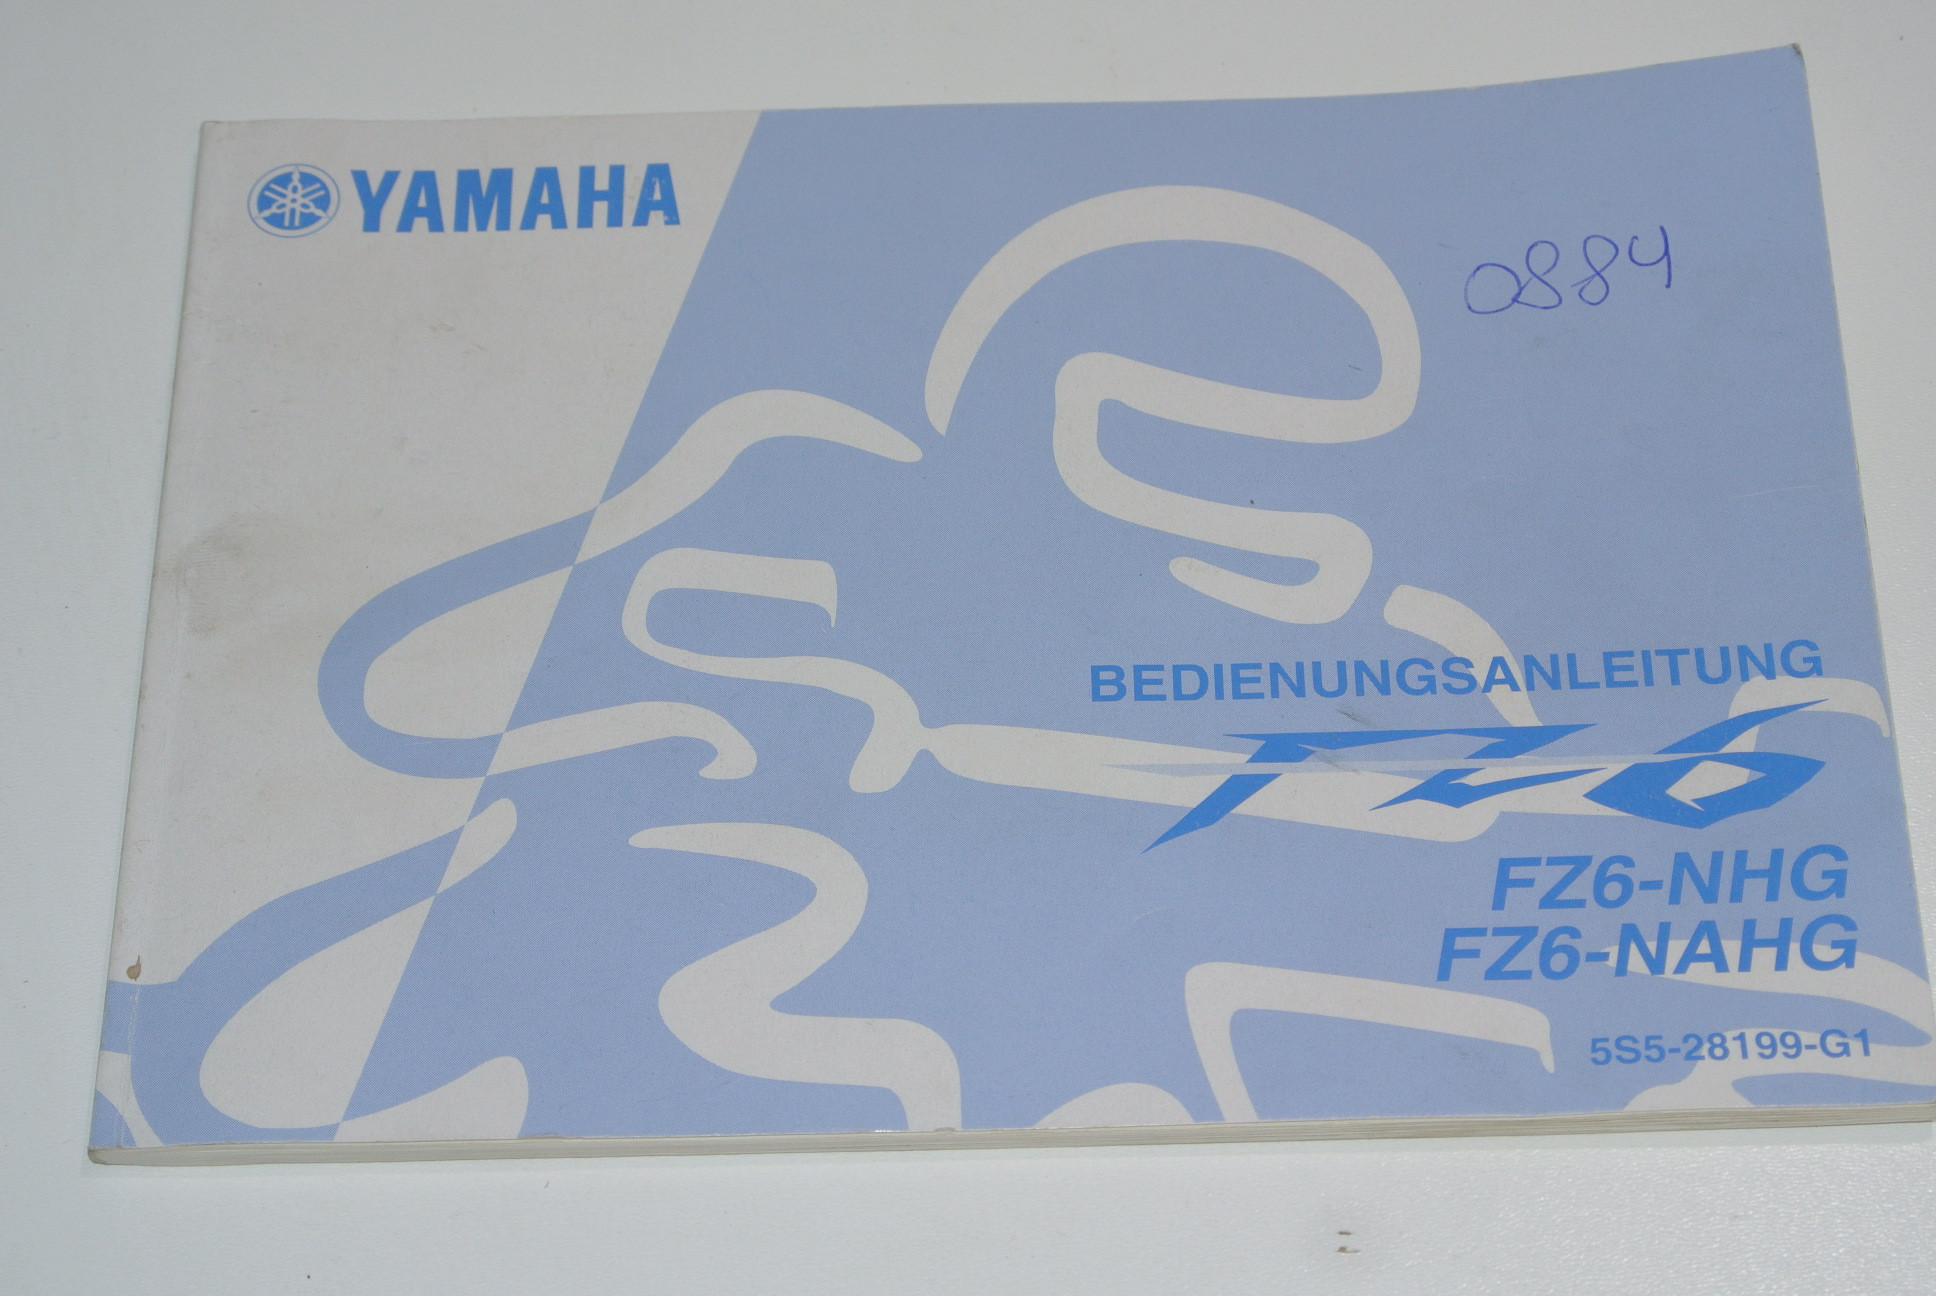 YAMAHA
0884
BEDIENUNGSANLEITUNG
FZ6
FZ6-NHG
FZ6-NAHG
5S5-28199-G1